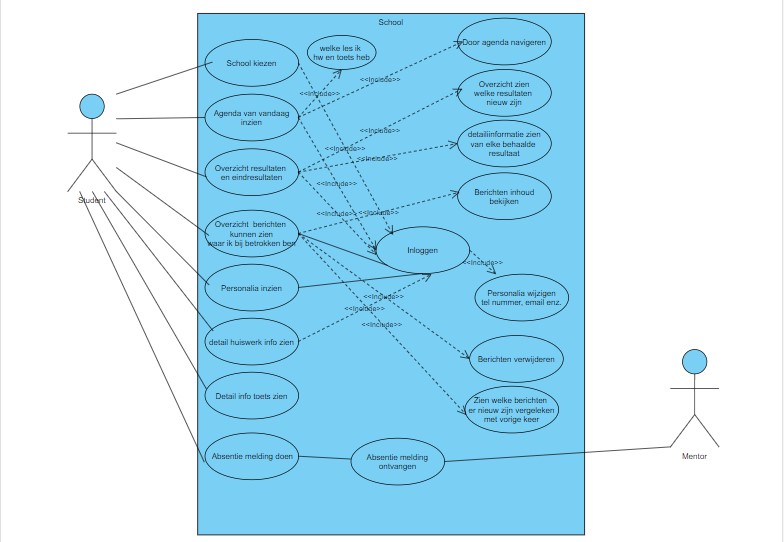 School
School kiezen
welke les ik
hw en toets heb
Door agenda navigeren
<<Include>>
<<Include>>
Agenda van vandaag
inzien
Overzicht zien
welke resultaten
nieuw zijn
<<Include>>
detailiinformatie zien
van elke behaalde
resultaat
<<Include>>
<<Include>>
Overzicht resultaten
en eindresultaten
<<Include>>
Berichten inhoud
bekijken
Student
<<Include>>
<<Include>>
Overzicht berichten
kunnen zien
waar ik bij betrokken ben
Inloggen
<<Include>>
Personalia inzien
Personalia wijzigen
tel nummer, email enz.
<<Include>>
<<Include>>
<<Include>>
detail huiswerk info zien
Berichten verwijderen
Detail info toets zien
Zien welke berichten
er nieuw zijn vergeleken
met vorige keer
Absentie melding doen
Absentie melding
ontvangen
Mentor